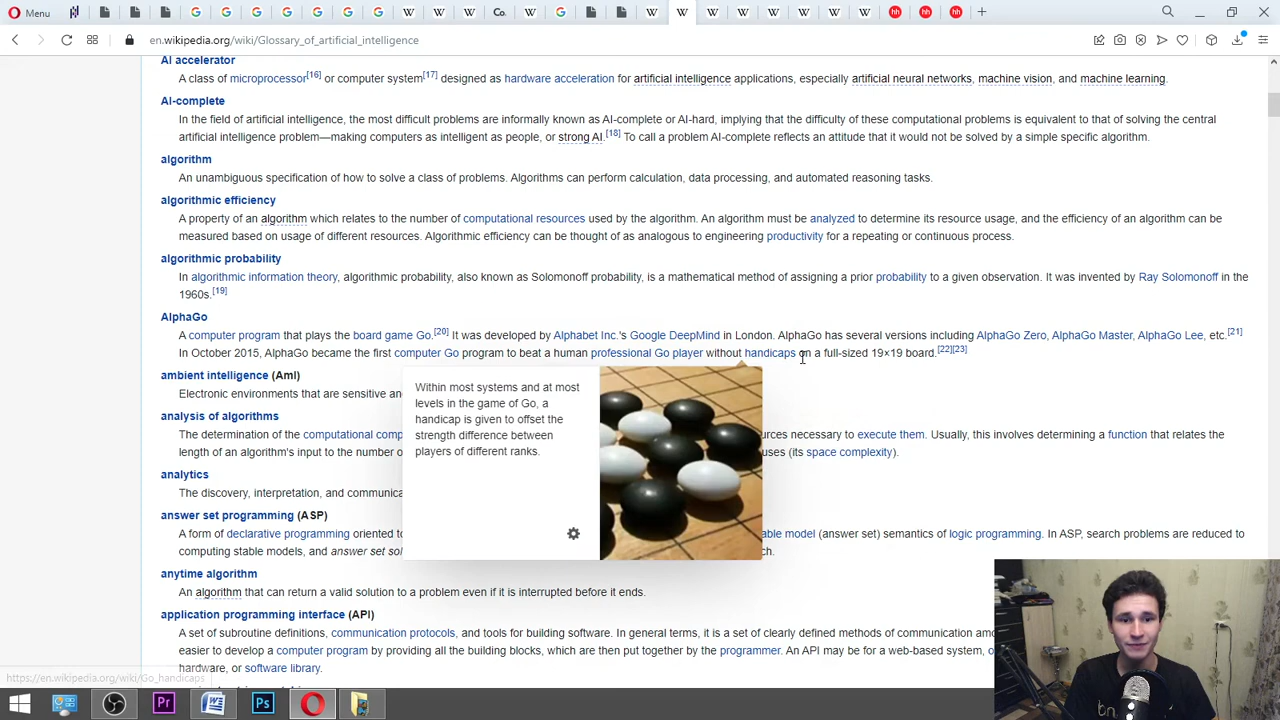 Menu
Co.
en.wikipedia.org/wiki/Glossary_of_artificial_intelligence
AI accelerator
A class of microprocessor[16] or computer system[17] designed as hardware acceleration for artificial intelligence applications, especially artificial neural networks, machine vision, and machine learning.
AI-complete
In the field of artificial intelligence, the most difficult problems are informally known as AI-complete or AI-hard, implying that the difficulty of these computational problems is equivalent to that of solving the central
artificial intelligence problem—making computers as intelligent as people, or strong AI.[18] To call a problem AI-complete reflects an attitude that it would not be solved by a simple specific algorithm.
algorithm
An unambiguous specification of how to solve a class of problems. Algorithms can perform calculation, data processing, and automated reasoning tasks.
algorithmic efficiency
A property of an algorithm which relates to the number of computational resources used by the algorithm. An algorithm must be analyzed to determine its resource usage, and the efficiency of an algorithm can be
measured based on usage of different resources. Algorithmic efficiency can be thought of as analogous to engineering productivity for a repeating or continuous process.
algorithmic probability
In algorithmic information theory, algorithmic probability, also known as Solomonoff probability, is a mathematical method of assigning a prior probability to a given observation. It was invented by Ray Solomonoff in the
1960s.[19]
AlphaGo
A computer program that plays the board game Go.[20] It was developed by Alphabet Inc.'s Google DeepMind in London. AlphaGo has several versions including AlphaGo Zero, AlphaGo Master, AlphaGo Lee, etc.[21]
In October 2015, AlphaGo became the first computer Go program to beat a human professional Go player without handicaps on a full-sized 19×19 board.[22][23]
ambient intelligence (AmI)
Electronic environments that are sensitive an
Within most systems and at most
levels in the game of Go, a
handicap is given to offset the
strength difference between
players of different ranks.
analysis of algorithms
The determination of the computational comp urces necessary to execute them. Usually, this involves determining a function that relates the
length of an algorithm's input to the number o uses (its space complexity).
analytics
The discovery, interpretation, and communica
answer set programming (ASP)
A form of declarative programming oriented to able model (answer set) semantics of logic programming. In ASP, search problems are reduced to
computing stable models, and answer set sol ch.
anytime algorithm
An algorithm that can return a valid solution to a problem even if it is interrupted before it ends.
application programming interface (API)
A set of subroutine definitions, communication protocols, and tools for building software. In general terms, it is a set of clearly defined methods of communication amo
easier to develop a computer program by providing all the building blocks, which are then put together by the programmer. An API may be for a web-based system, o
hardware, or software library.
https://en.wikipedia.org/wiki/Go_handicaps